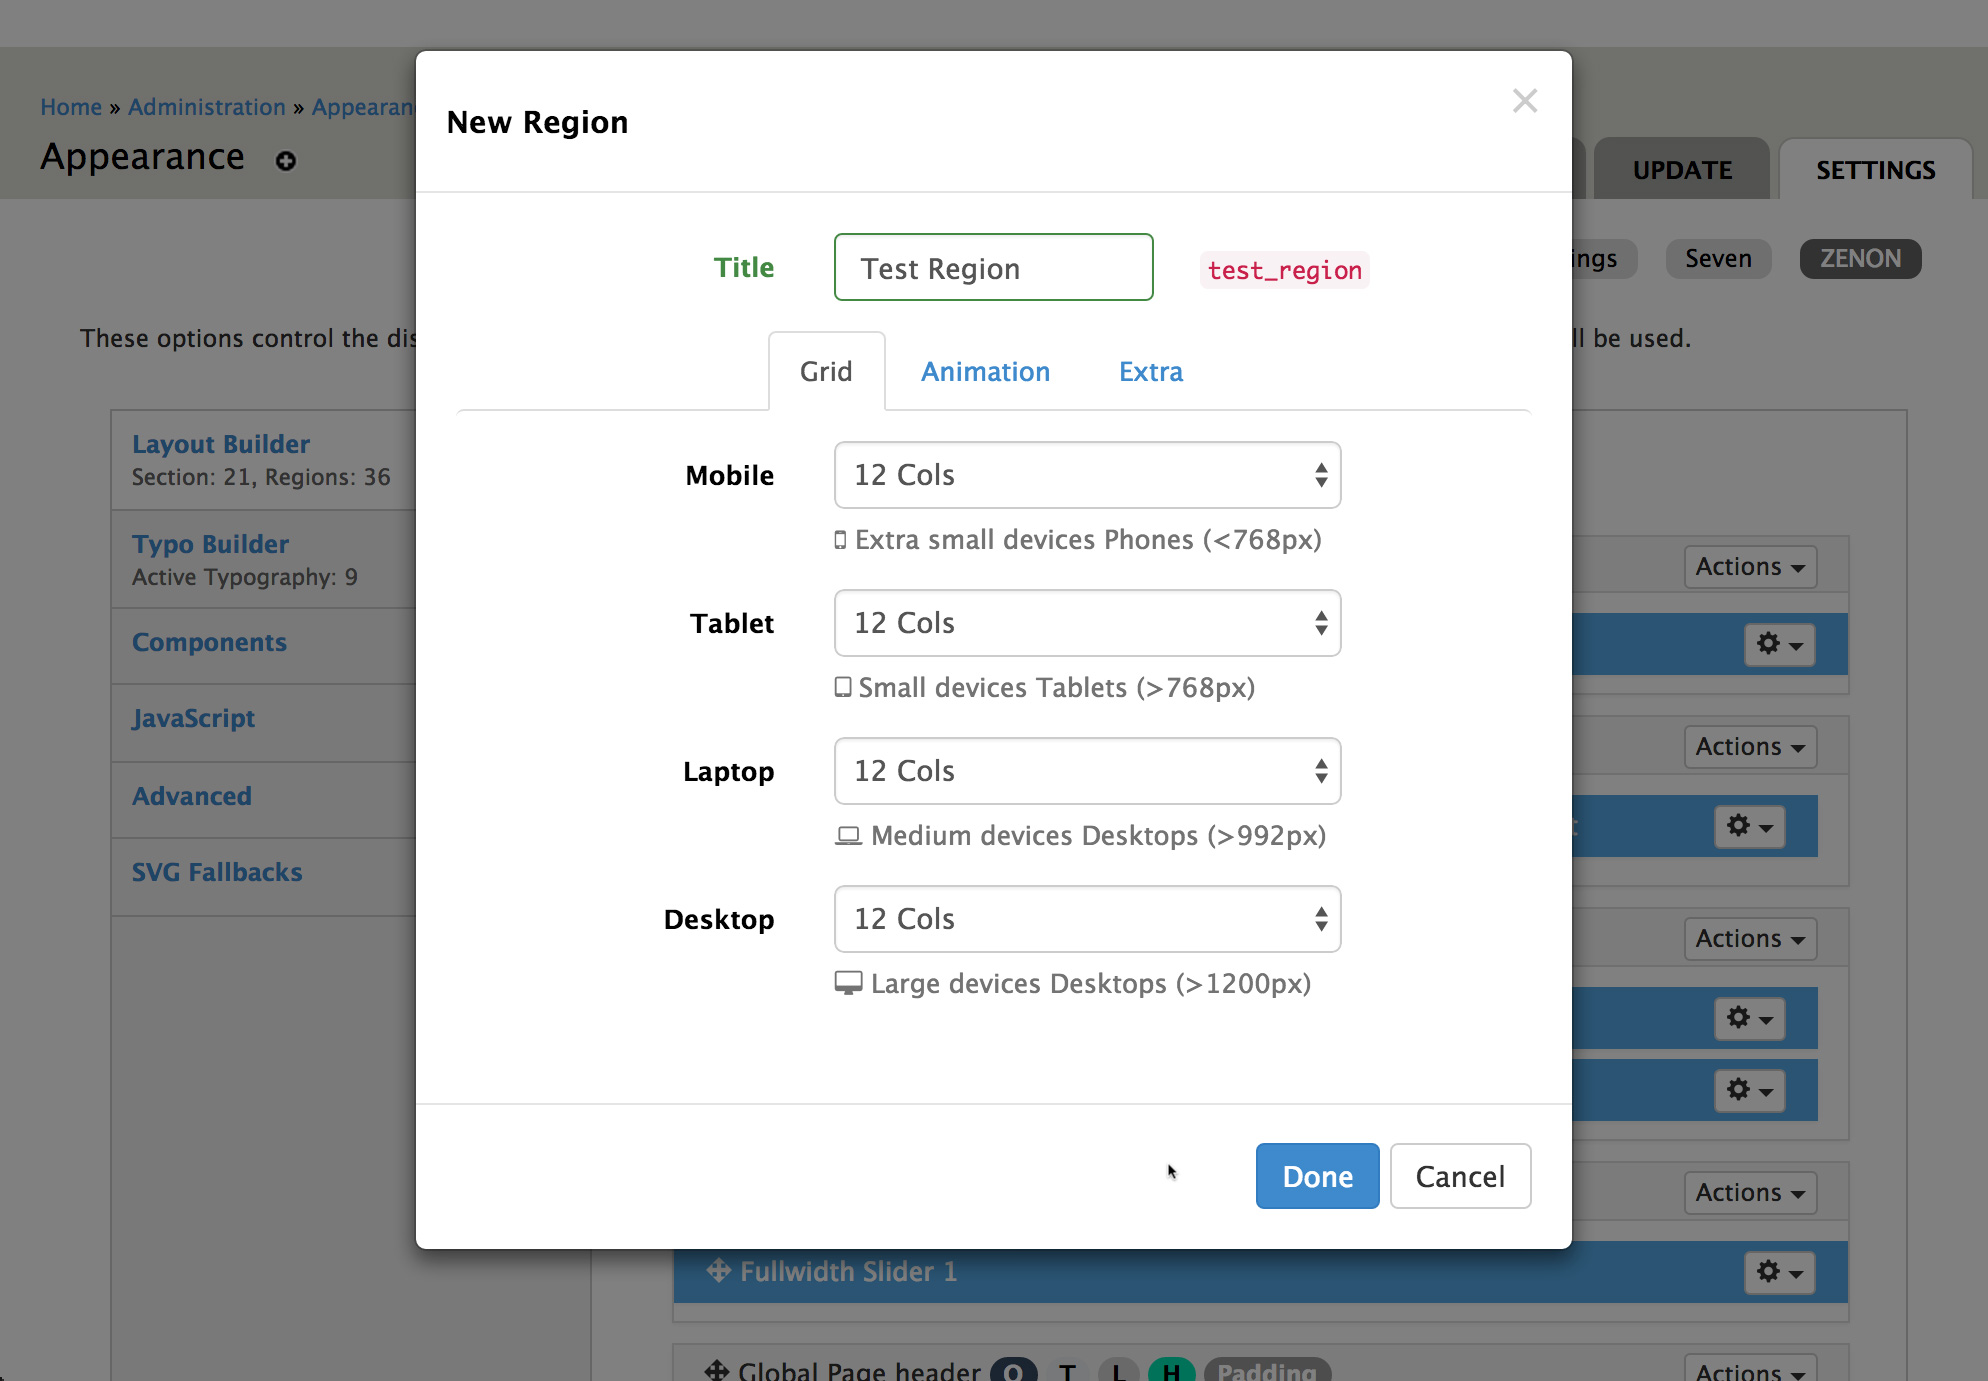 Home » Administration » Appearan
Appearance
UPDATE
SETTINGS
ings
Seven
ZENON
These options control the dis
ll be used.
Layout Builder
Section: 21, Regions: 36
Typo Builder
Active Typography: 9
Components
JavaScript
Advanced
SVG Fallbacks
New Region
×
Title
Test Region
test_region
Grid
Animation
Extra
Mobile
12 Cols
Extra small devices Phones (<768px)
Tablet
12 Cols
Small devices Tablets (>768px)
Laptop
12 Cols
Medium devices Desktops (>992px)
Desktop
12 Cols
Large devices Desktops (>1200px)
Done
Cancel
Actions
Actions
t
Actions
Actions
Fullwidth Slider 1
Global Page header O T L H Padding
Actions